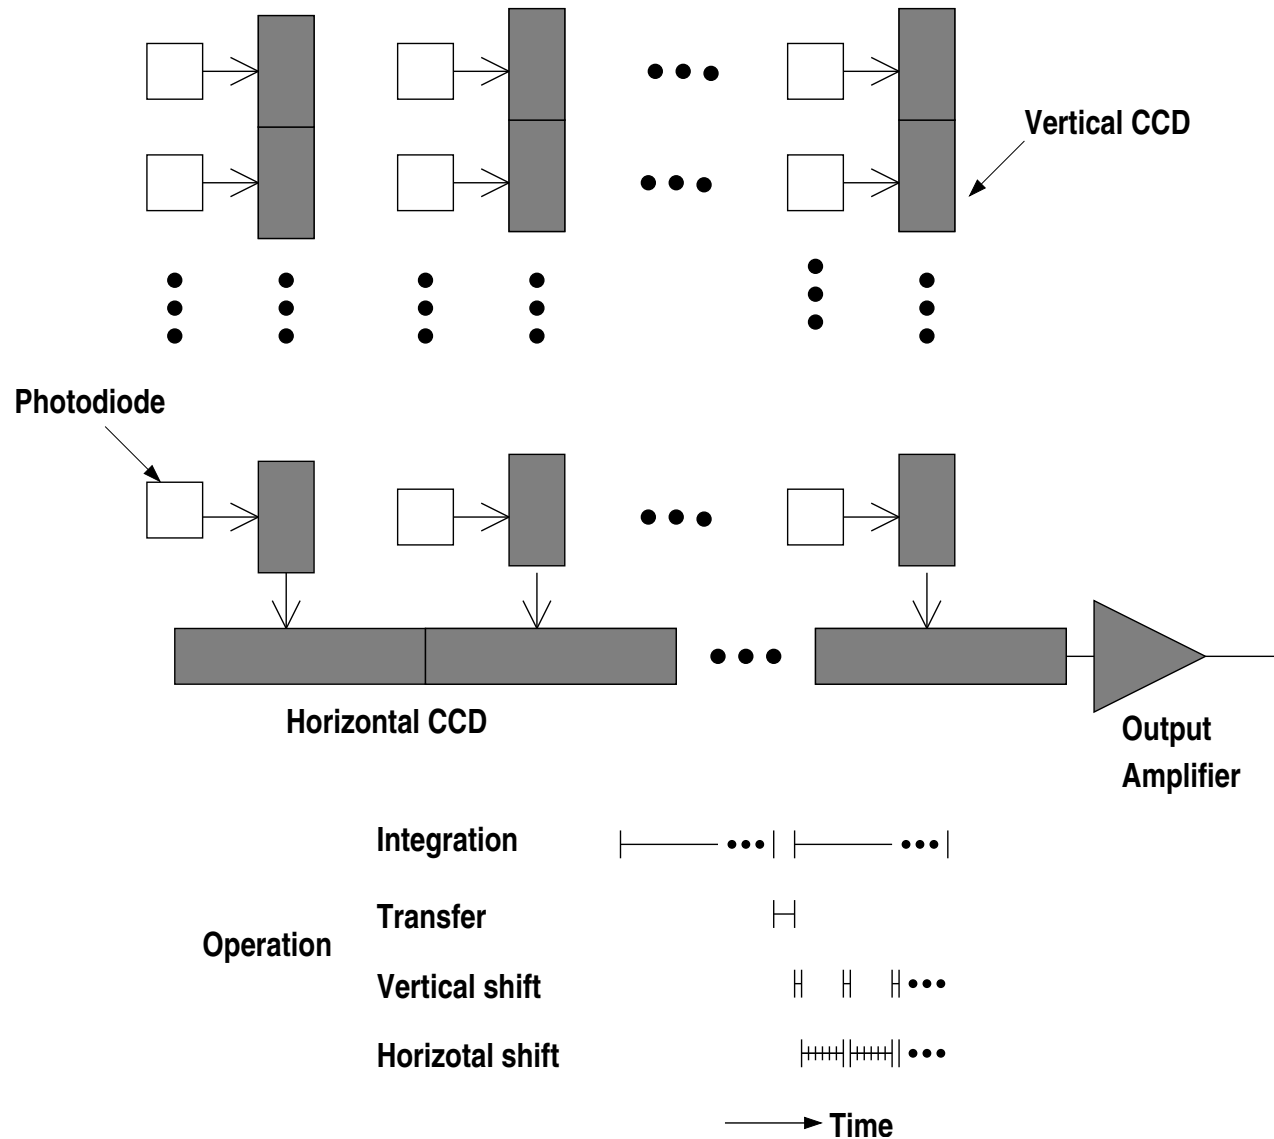 Vertical CCD
Photodiode
Horizontal CCD
Output
Amplifier
Integration
Transfer
Operation
Vertical shift
Horizotal shift
Time